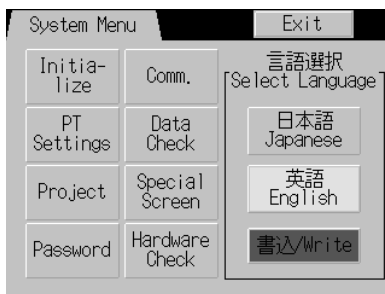 System Menu
Exit
Initia-
lize
Comm.
PT
Settings
Data
Check
Project
Special
Screen
Password
Hardware
Check
言語選択
[Select Language]
日本語
Japanese
英語
English
書込/Write